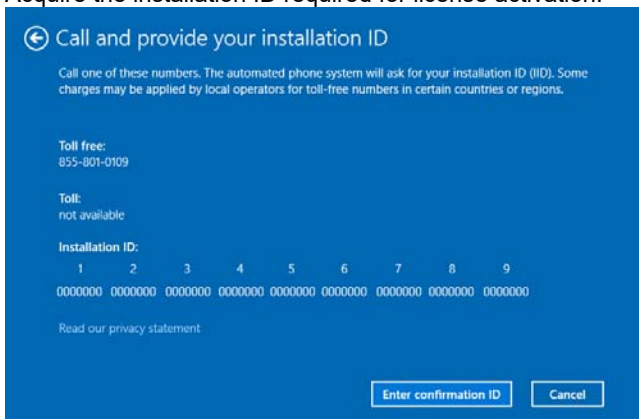 Acquire the installation ID required for license activation.
Call and provide your installation ID
Call one of these numbers. The automated phone system will ask for your installation ID (IID). Some
charges may be applied by local operators for toll-free numbers in certain countries or regions.
Toll free:
855-801-0109
Toll:
not available
Installation ID:
1 2 3 4 5 6 7 8 9
0000000 0000000 0000000 0000000 0000000 0000000 0000000 0000000 0000000
Read our privacy statement
Enter confirmation ID Cancel